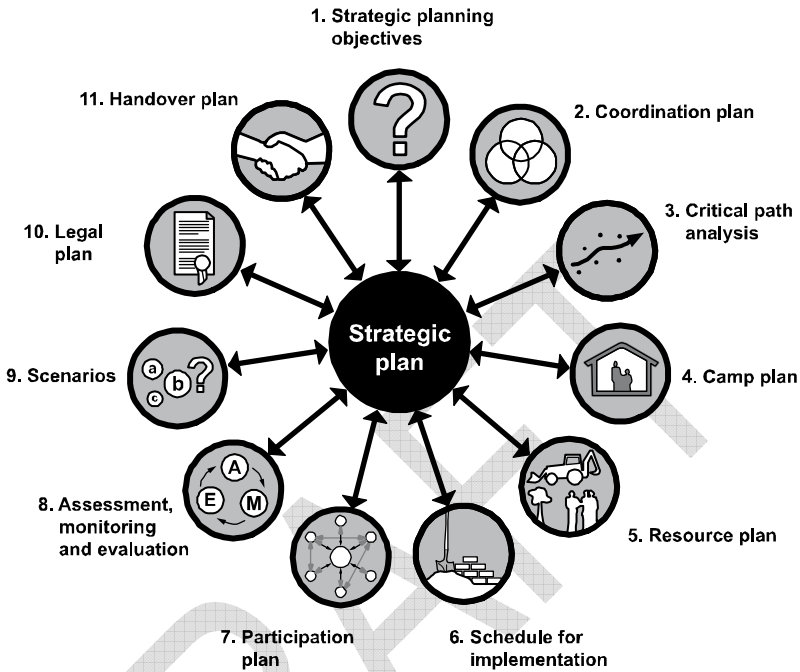 1. Strategic planning
objectives
2. Coordination plan
3. Critical path
analysis
4. Camp plan
5. Resource plan
6. Schedule for
implementation
7. Participation
plan
8. Assessment,
monitoring
and evaluation
9. Scenarios
10. Legal
plan
11. Handover plan
Strategic
plan
a
b
c
?
A
E
M
?
DRAFT